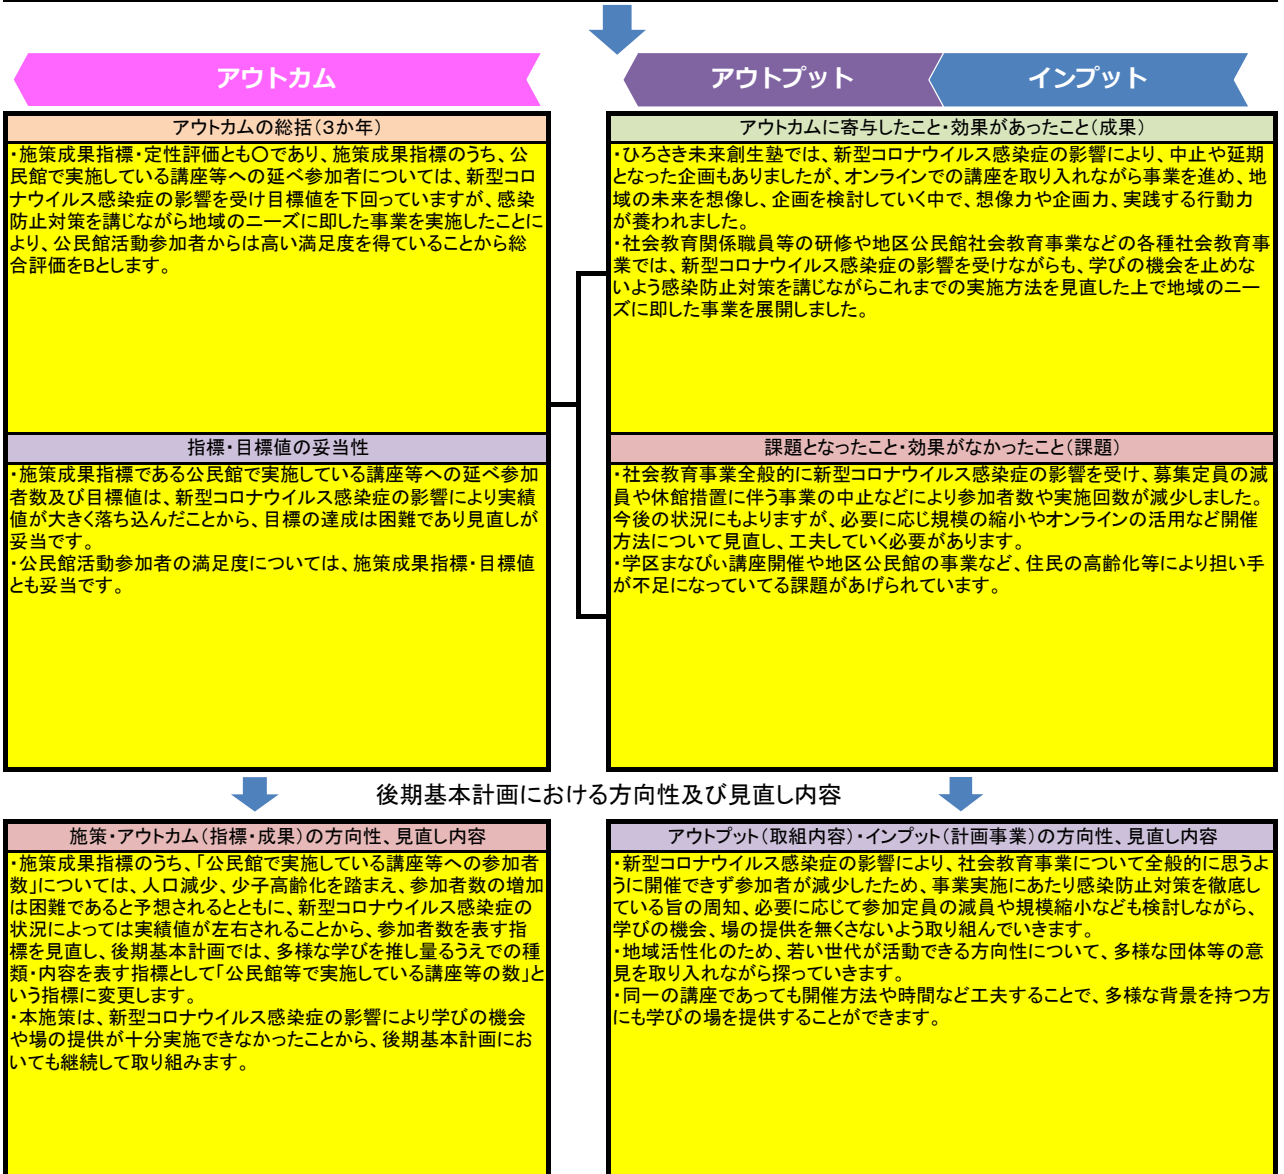 アウトカム
アウトプット
インプット
アウトカムの総括(3か年)
・施策成果指標・定性評価とも〇であり、施策成果指標のうち、公
民館で実施している講座等への延べ参加者については、新型コロ
ナウイルス感染症の影響を受け目標値を下回っていますが、感染
防止対策を講じながら地域のニーズに即した事業を実施したことに
より、公民館活動参加者からは高い満足度を得ていることから総
合評価をBとします。
指標・目標値の妥当性
・施策成果指標である公民館で実施している講座等への延べ参加
者数及び目標値は、新型コロナウイルス感染症の影響により実績
値が大きく落ち込んだことから、目標の達成は困難であり見直しが
妥当です。
・公民館活動参加者の満足度については、施策成果指標・目標値
とも妥当です。
アウトカムに寄与したこと・効果があったこと(成果)
・ひろさき未来創生塾では、新型コロナウイルス感染症の影響により、中止や延期
となった企画もありましたが、オンラインでの講座を取り入れながら事業を進め、地
域の未来を想像し、企画を検討していく中で、想像力や企画力、実践する行動力
が養われました。
・社会教育関係職員等の研修や地区公民館社会教育事業などの各種社会教育事
業では、新型コロナウイルス感染症の影響を受けながらも、学びの機会を止めな
いよう感染防止対策を講じながらこれまでの実施方法を見直した上で地域のニー
ズに即した事業を展開しました。
課題となったこと・効果がなかったこと(課題)
・社会教育事業全般的に新型コロナウイルス感染症の影響を受け、募集定員の減
員や休館措置に伴う事業の中止などにより参加者数や実施回数が減少しました。
今後の状況にもよりますが、必要に応じ規模の縮小やオンラインの活用など開催
方法について見直し、工夫していく必要があります。
・学区まなびぃ講座開催や地区公民館の事業など、住民の高齢化等により担い手
が不足になっていてる課題があげられています。
後期基本計画における方向性及び見直し内容
施策・アウトカム(指標・成果)の方向性、見直し内容
・施策成果指標のうち、「公民館で実施している講座等への参加者
数」については、人口減少、少子高齢化を踏まえ、参加者数の増加
は困難であると予想されるとともに、新型コロナウイルス感染症の
状況によっては実績値が左右されることから、参加者数を表す指
標を見直し、後期基本計画では、多様な学びを推し量るうえでの種
類・内容を表す指標として「公民館等で実施している講座等の数」と
いう指標に変更します。
・本施策は、新型コロナウイルス感染症の影響により学びの機会
や場の提供が十分実施できなかったことから、後期基本計画にお
いても継続して取り組みます。
アウトプット(取組内容)・インプット(計画事業)の方向性、見直し内容
・新型コロナウイルス感染症の影響により、社会教育事業について全般的に思うよ
うに開催できず参加者が減少したため、事業実施にあたり感染防止対策を徹底し
ている旨の周知、必要に応じて参加定員の減員や規模縮小なども検討しながら、
学びの機会、場の提供を無くさないよう取り組んでいきます。
・地域活性化のため、若い世代が活動できる方向性について、多様な団体等の意
見を取り入れながら探っていきます。
・同一の講座であっても開催方法や時間など工夫することで、多様な背景を持つ方
にも学びの場を提供することができます。